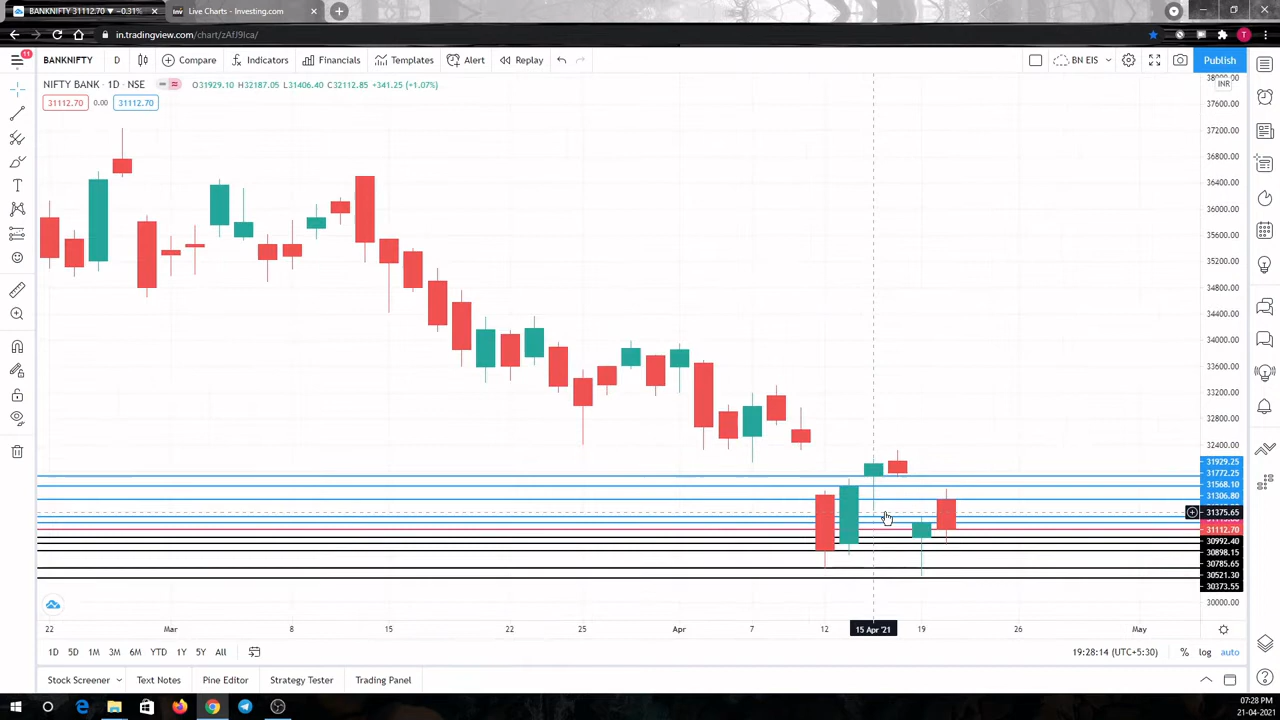 BANKNIFTY 31112.70 ▼ −0.31%
Live Charts - Investing.com
in.tradingview.com/chart/zAfJ9Ica/
T
11
BANKNIFTY
D
Compare
Indicators
Financials
Templates
Alert
Replay
BN EIS
Publish
NIFTY BANK · 1D · NSE
O31929.10 H32187.05 L31406.40 C32112.85 +341.25 (+1.07%)
31112.70 0.00 31112.70
38000.00
INR
37600.00
37200.00
36800.00
36400.00
36000.00
35600.00
35200.00
34800.00
34400.00
34000.00
33600.00
33200.00
32800.00
32400.00
31929.25
31772.25
31568.10
31306.80
31375.65
31112.70
30992.40
30898.15
30785.65
30521.30
30373.55
30000.00
22 Mar 8 15 22 25 Apr 7 12 15 Apr '21 19 26 May
1D 5D 1M 3M 6M YTD 1Y 5Y All
19:28:14 (UTC+5:30) % log auto
Stock Screener Text Notes Pine Editor Strategy Tester Trading Panel
07:28 PM
21-04-2021